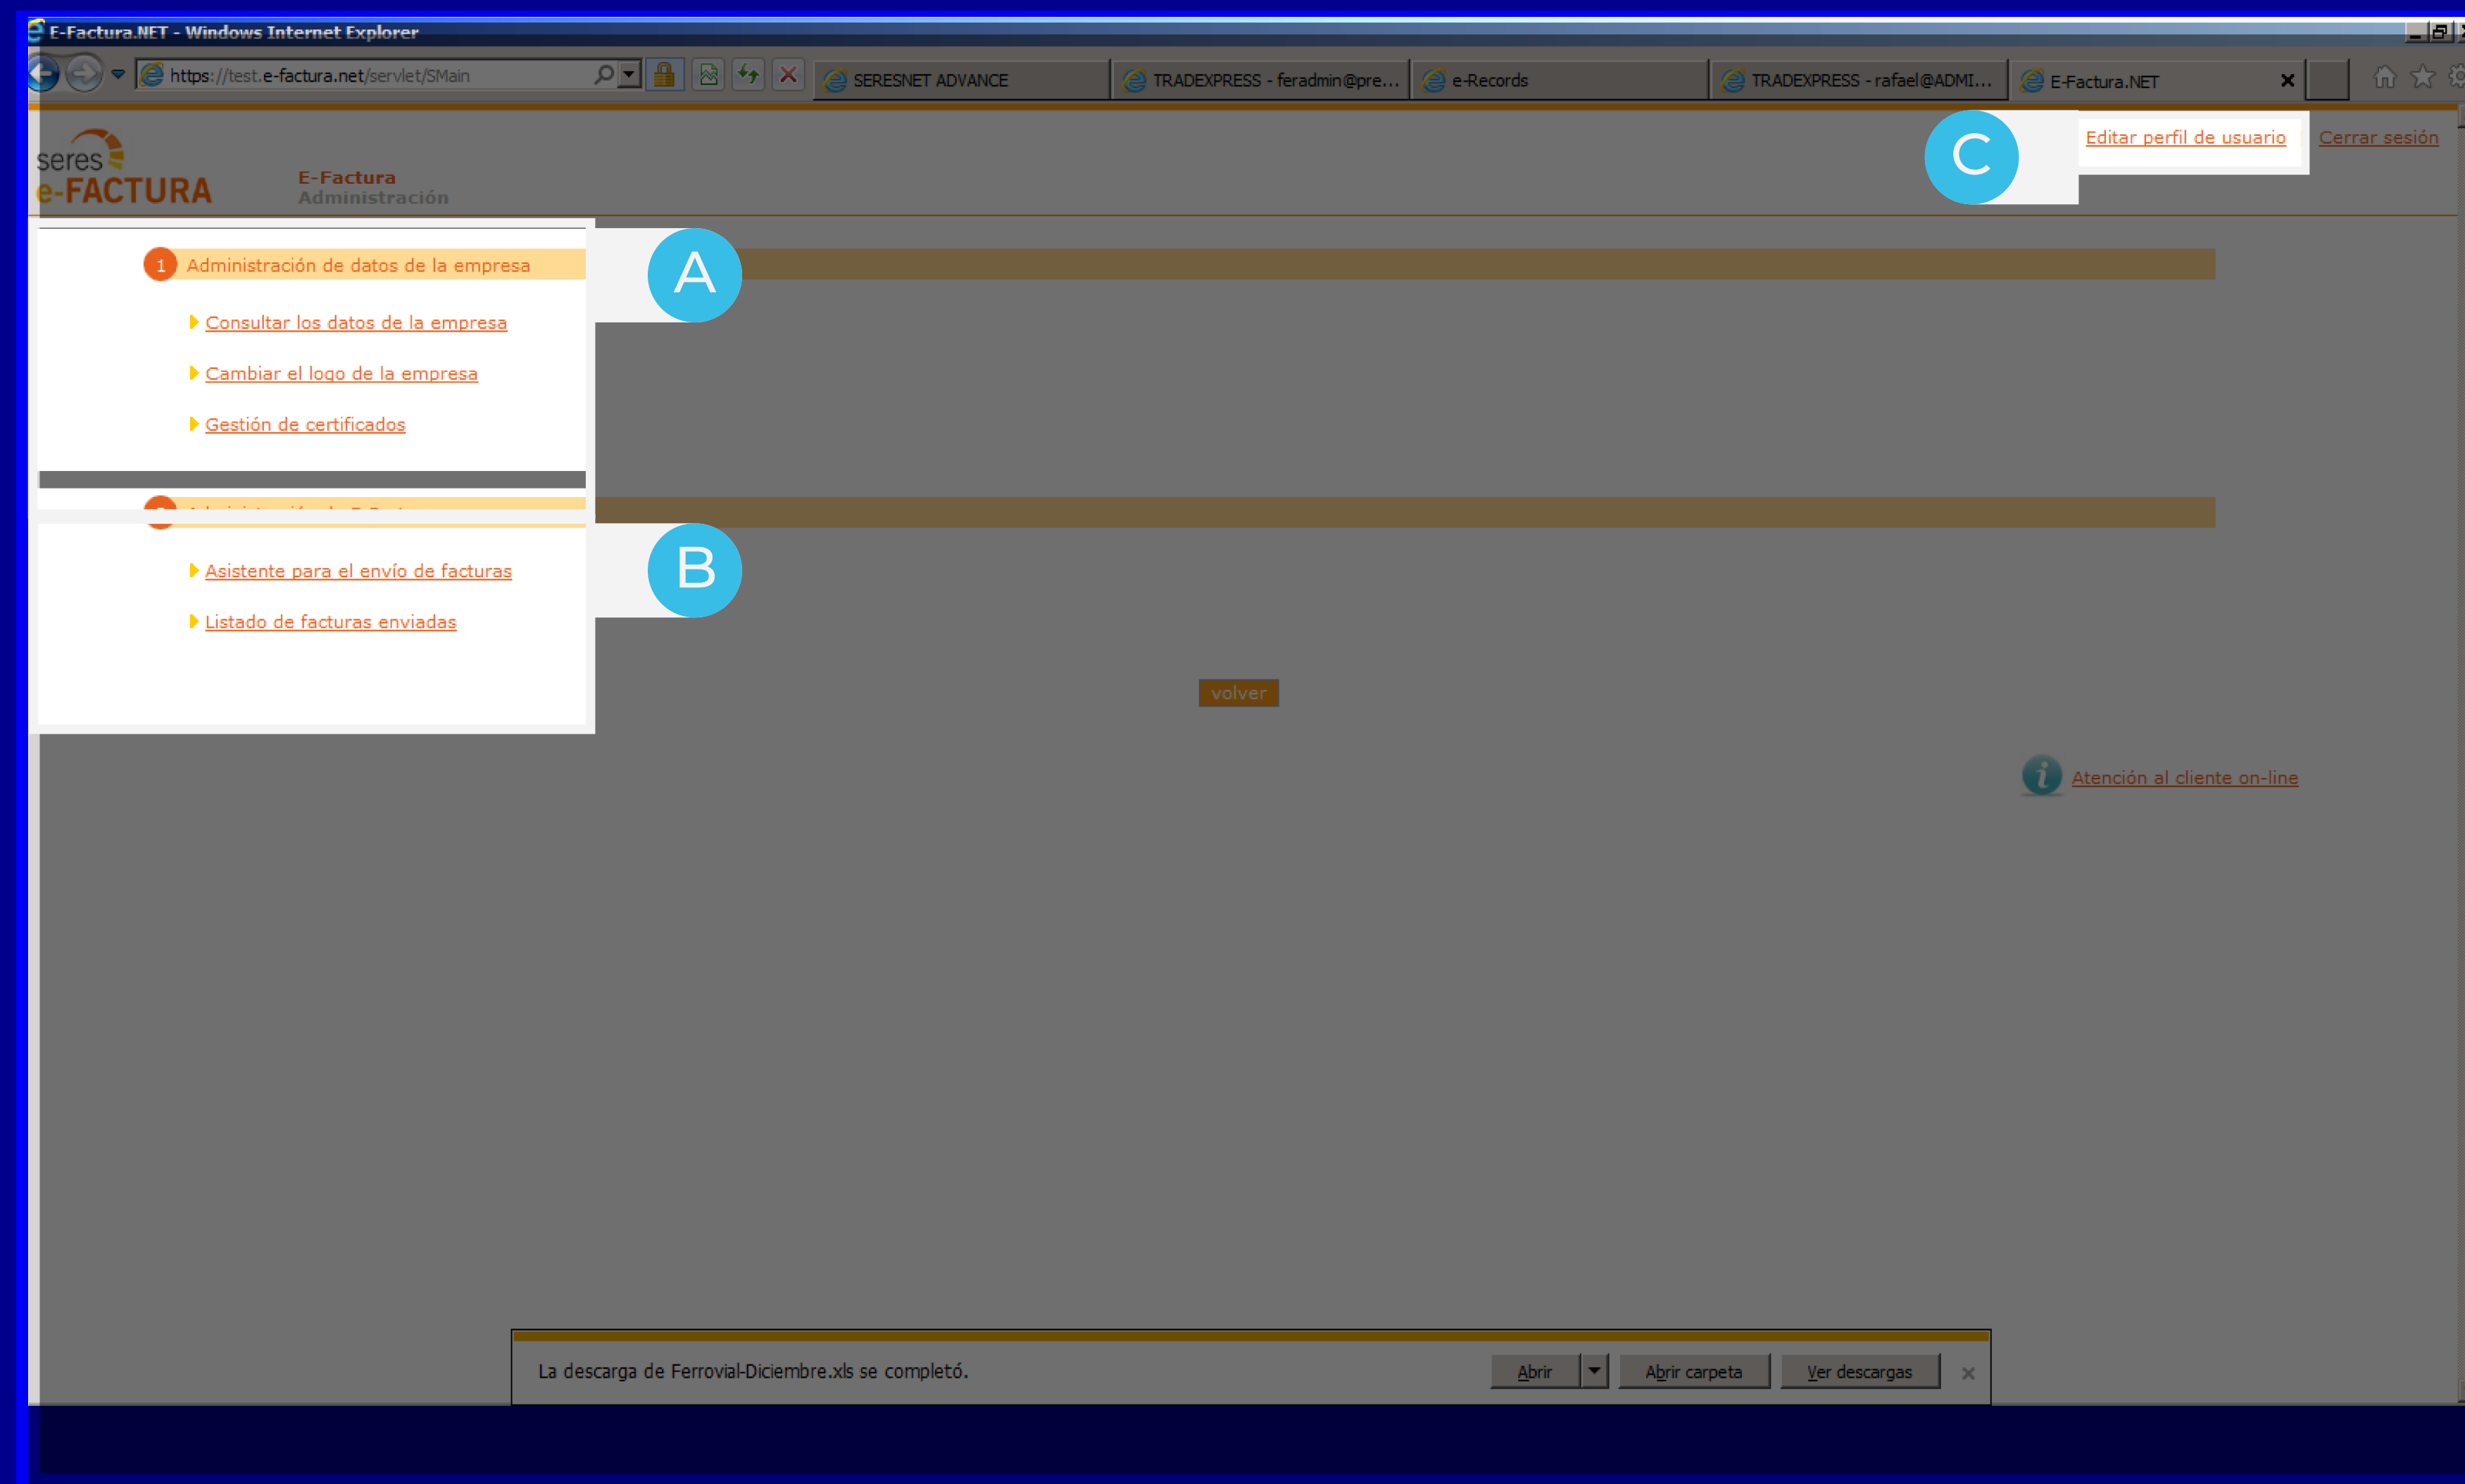 E-Factura.NET - Windows Internet Explorer
https://test.e-factura.net/servlet/SMain
SERESNET ADVANCE
TRADEXPRESS - feradmin@pre...
e-Records
TRADEXPRESS - rafael@ADMI...
E-Factura.NET
C
Editar perfil de usuario
Cerrar sesión
seres
e-FACTURA
E-Factura
Administración
1 Administración de datos de la empresa
A
Consultar los datos de la empresa
Cambiar el logo de la empresa
Gestión de certificados
B
Asistente para el envío de facturas
Listado de facturas enviadas
volver
i Atención al cliente on-line
La descarga de Ferrovial-Diciembre.xls se completó.
Abrir
Abrir carpeta
Ver descargas